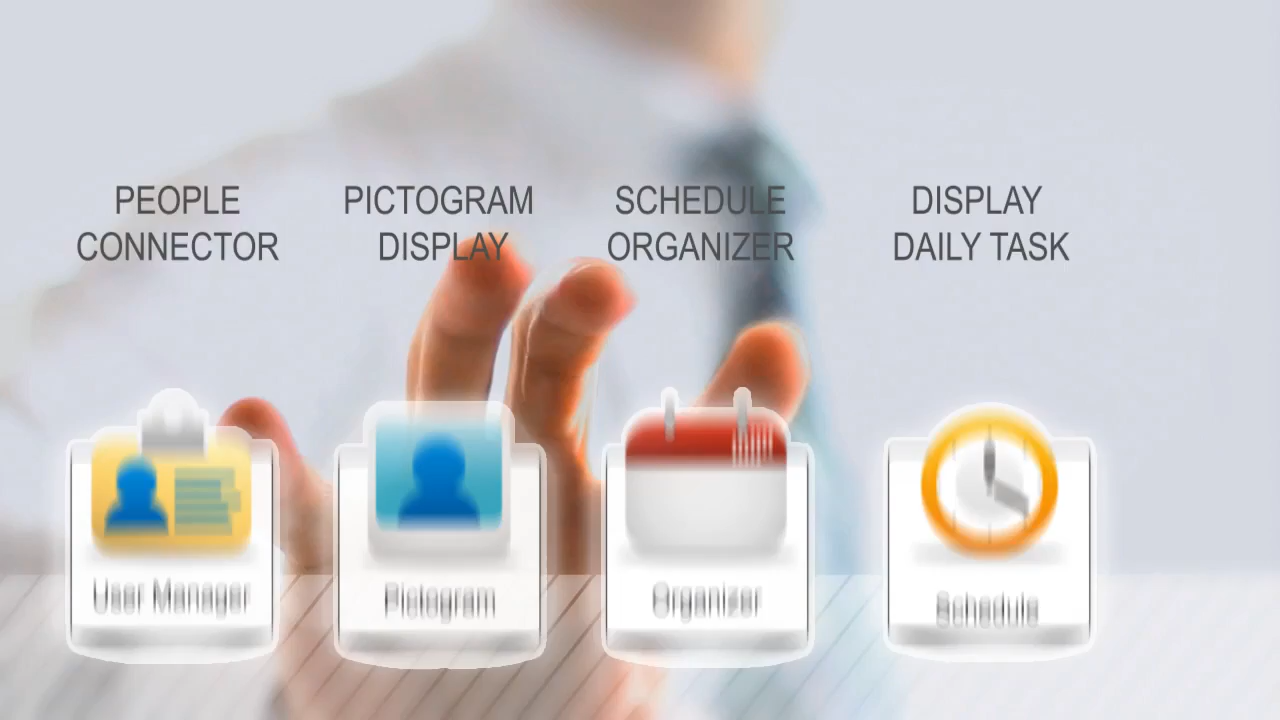 PEOPLE
CONNECTOR
PICTOGRAM
DISPLAY
SCHEDULE
ORGANIZER
DISPLAY
DAILY TASK
User Manager
Pictogram
Organizer
Schedule